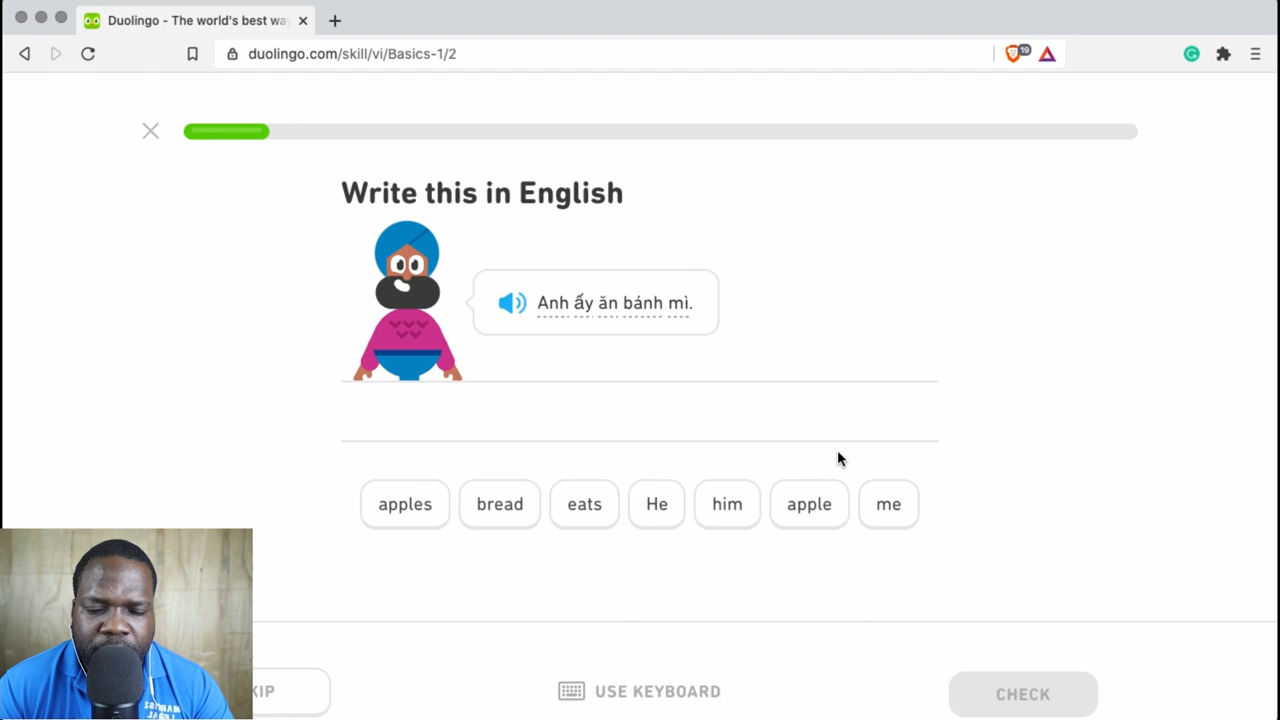 Duolingo - The world's best wa
duolingo.com/skill/vi/Basics-1/2
19
Write this in English
Anh ấy ăn bánh mì.
apples bread eats He him apple me
KIP USE KEYBOARD CHECK